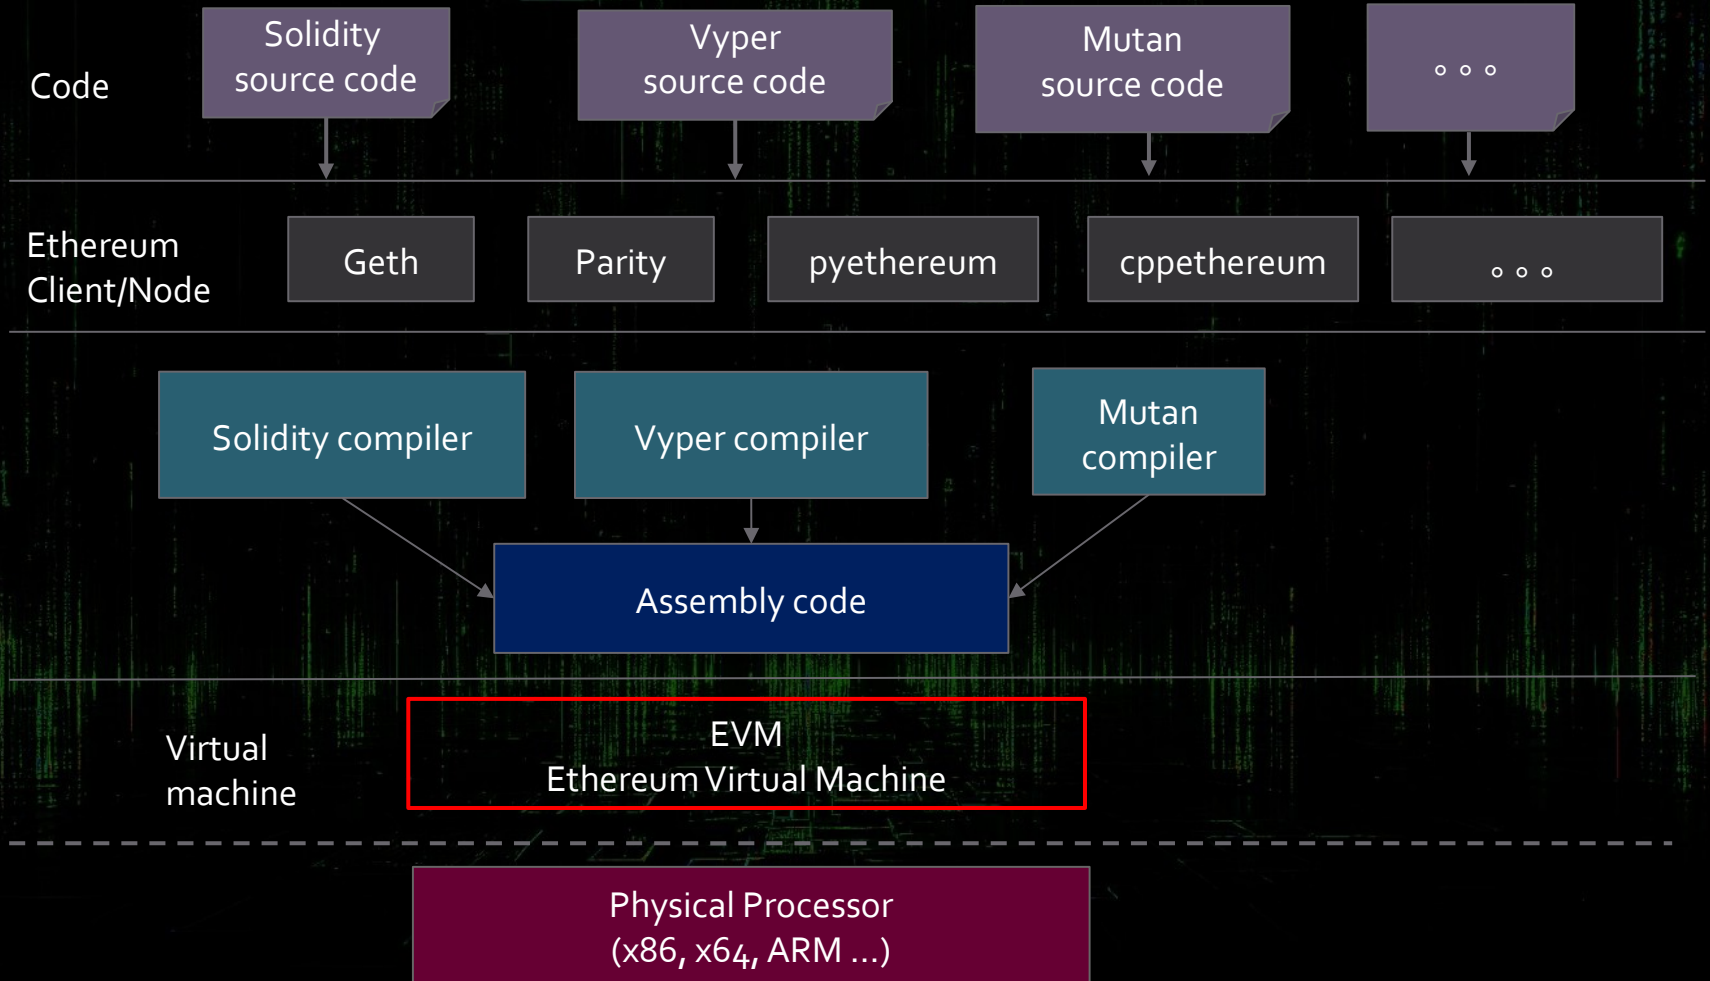 Code
Solidity
source code
Vyper
source code
Mutan
source code
° ° °
Ethereum
Client/Node
Geth
Parity
pyethereum
cppethereum
° ° °
Solidity compiler
Vyper compiler
Mutan
compiler
Assembly code
Virtual
machine
EVM
Ethereum Virtual Machine
Physical Processor
(x86, x64, ARM ...)